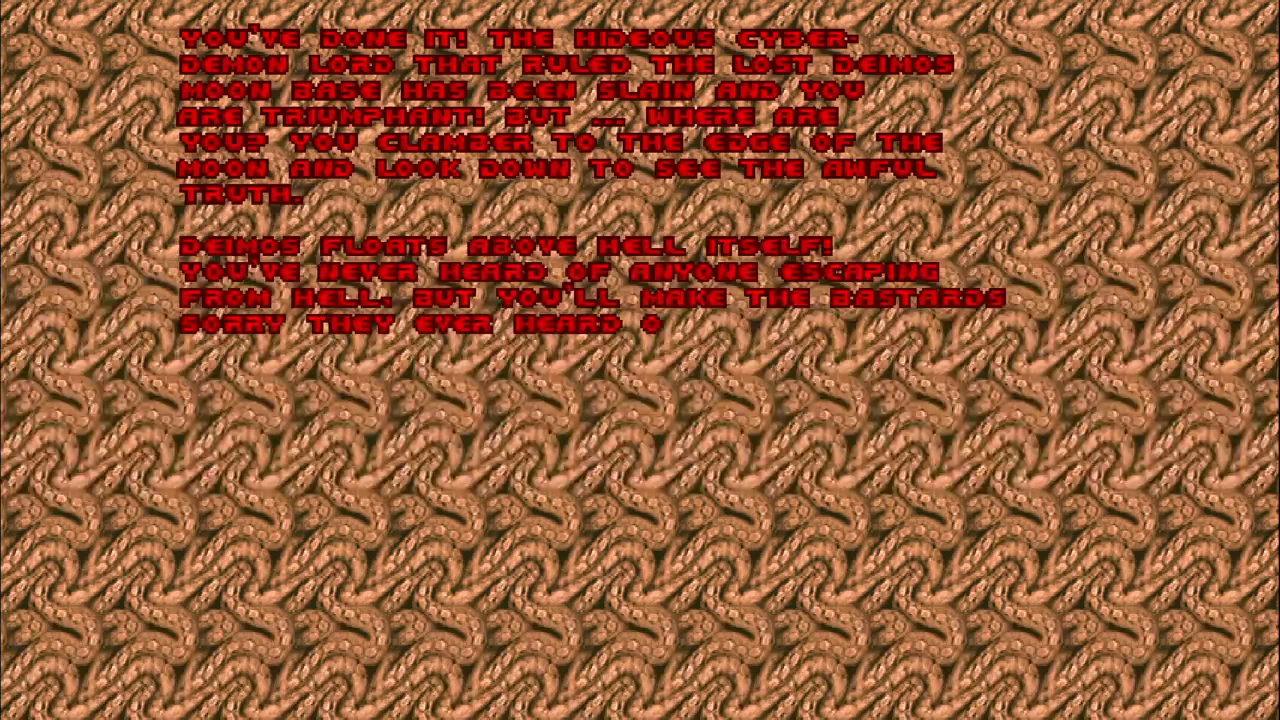 YOU'VE DONE IT! THE HIDEOUS CYBER-
DEMON LORD THAT RULED THE LOST DEIMOS
MOON BASE HAS BEEN SLAIN AND YOU
ARE TRIUMPHANT! BUT ... WHERE ARE
YOU? YOU CLAMBER TO THE EDGE OF THE
MOON AND LOOK DOWN TO SEE THE AWFUL
TRUTH.
DEIMOS FLOATS ABOVE HELL ITSELF!
YOU'VE NEVER HEARD OF ANYONE ESCAPING
FROM HELL, BUT YOU'LL MAKE THE BASTARDS
SORRY THEY EVER HEARD O